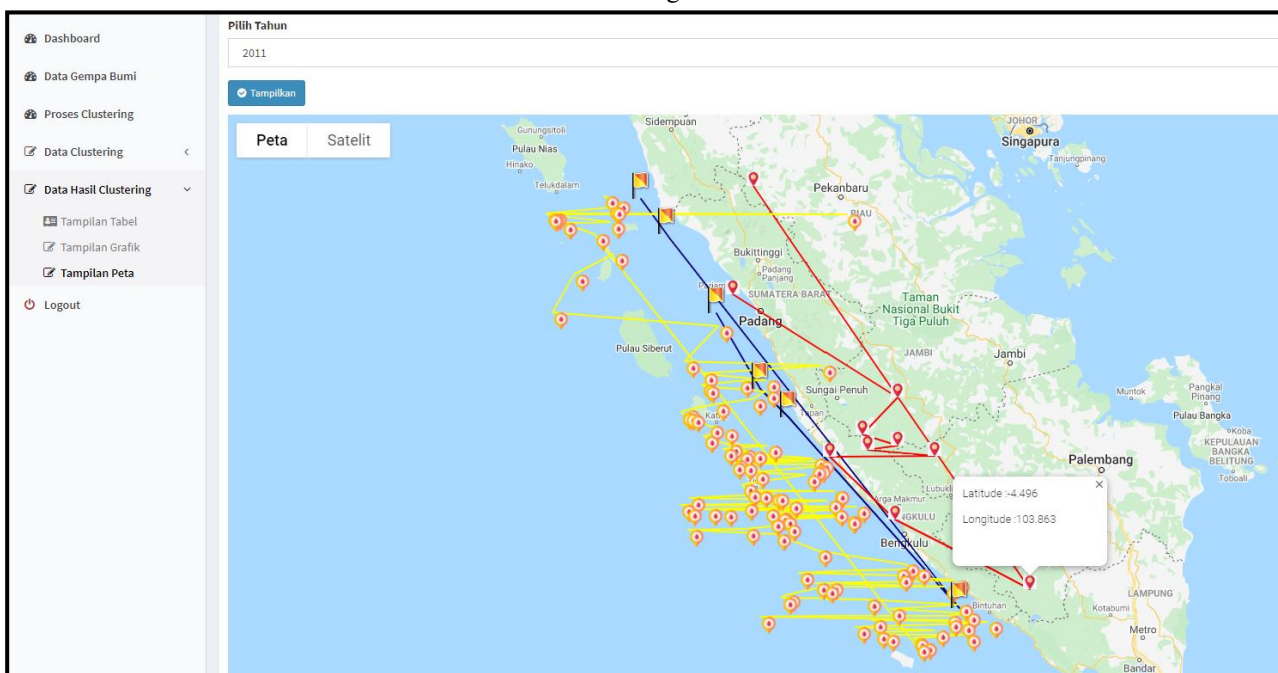 Dashboard
Data Gempa Bumi
Proses Clustering
Data Clustering
Data Hasil Clustering
Tampilan Tabel
Tampilan Grafik
Tampilan Peta
Logout
Pilih Tahun
2011
Tampilkan
Peta Satelit
Sidempuan
Gunungsitoli
Pulau Nias
Hinako
Telukdalam
JOHOR
Singapura
Tanjungpinang
Pekanbaru
RIAU
Bukittinggi
Padang
Panjang
SUMATERA BARAT
Padang
Taman
Nasional Bukit
Tiga Puluh
Pulau Siberut
JAMBI
Jambi
Sungai Penuh
Muntok
Pangkal
Pinang
Pulau Bangka
Koba
KEPULAUAN
BANGKA
BELITUNG
Toboali
Palembang
Arga Makmur
Bengkulu
Latitude :-4.496
Longitude :103.863
Bintuhan
LAMPUNG
Kotabumi
Metro
Bandar